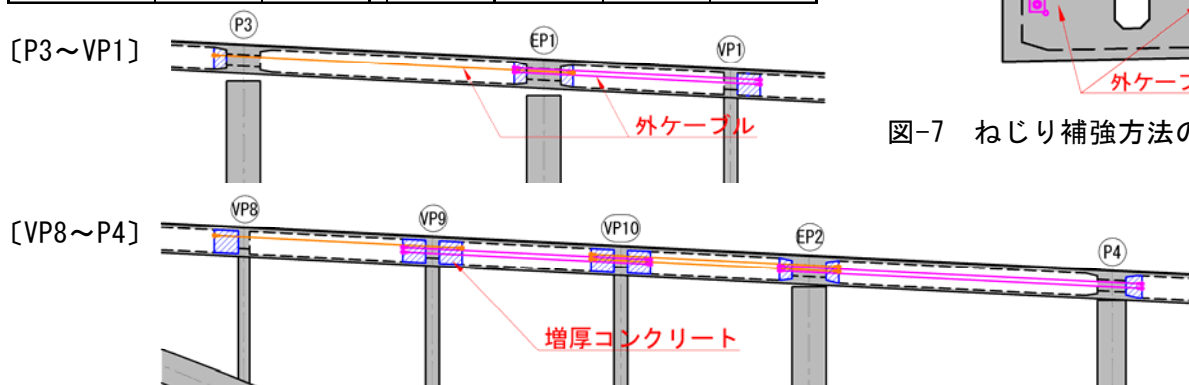 〔P3～VP1〕
P3
EP1
VP1
外ケーブル
外ケーブ
図-7 ねじり補強方法の
〔VP8～P4〕
VP8
VP9
VP10
EP2
P4
増厚コンクリート